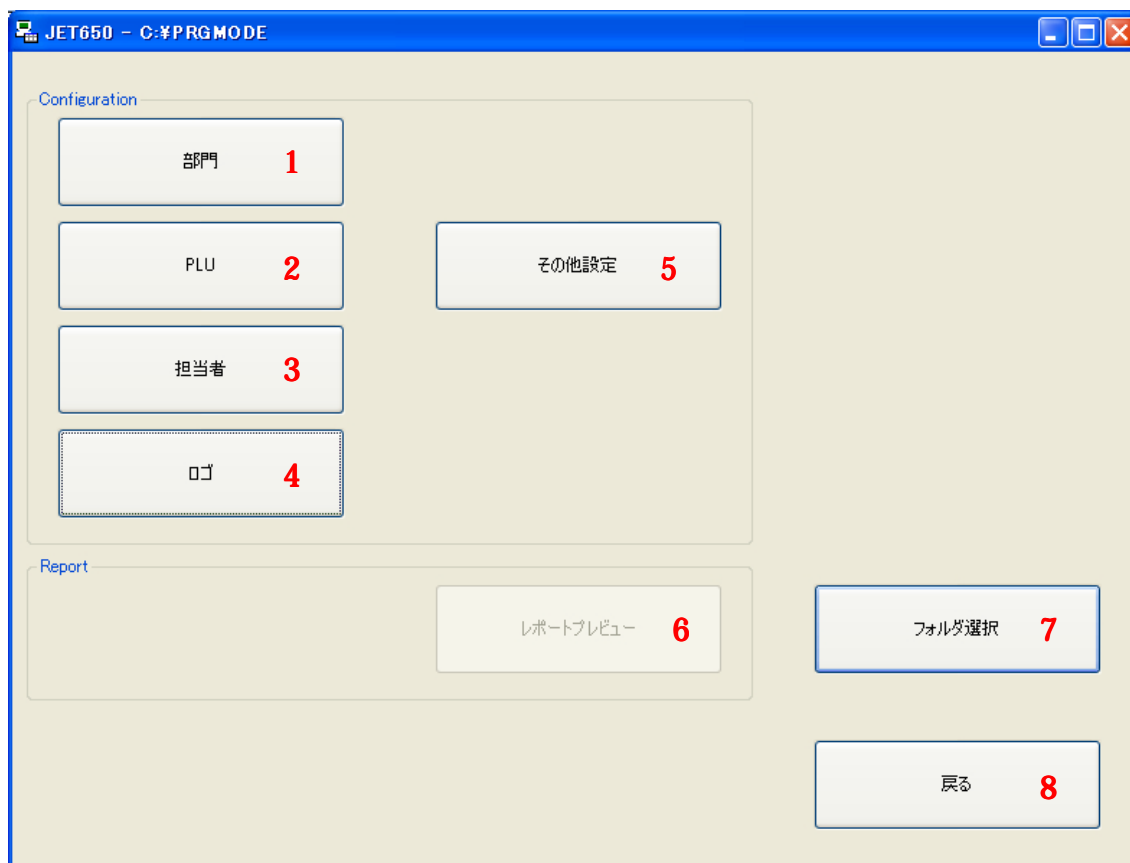 JET650 - C:¥PRGMODE
Configuration
部門 1
PLU 2
その他設定 5
担当者 3
ロゴ 4
Report
レポートプレビュー 6
フォルダ選択 7
戻る 8